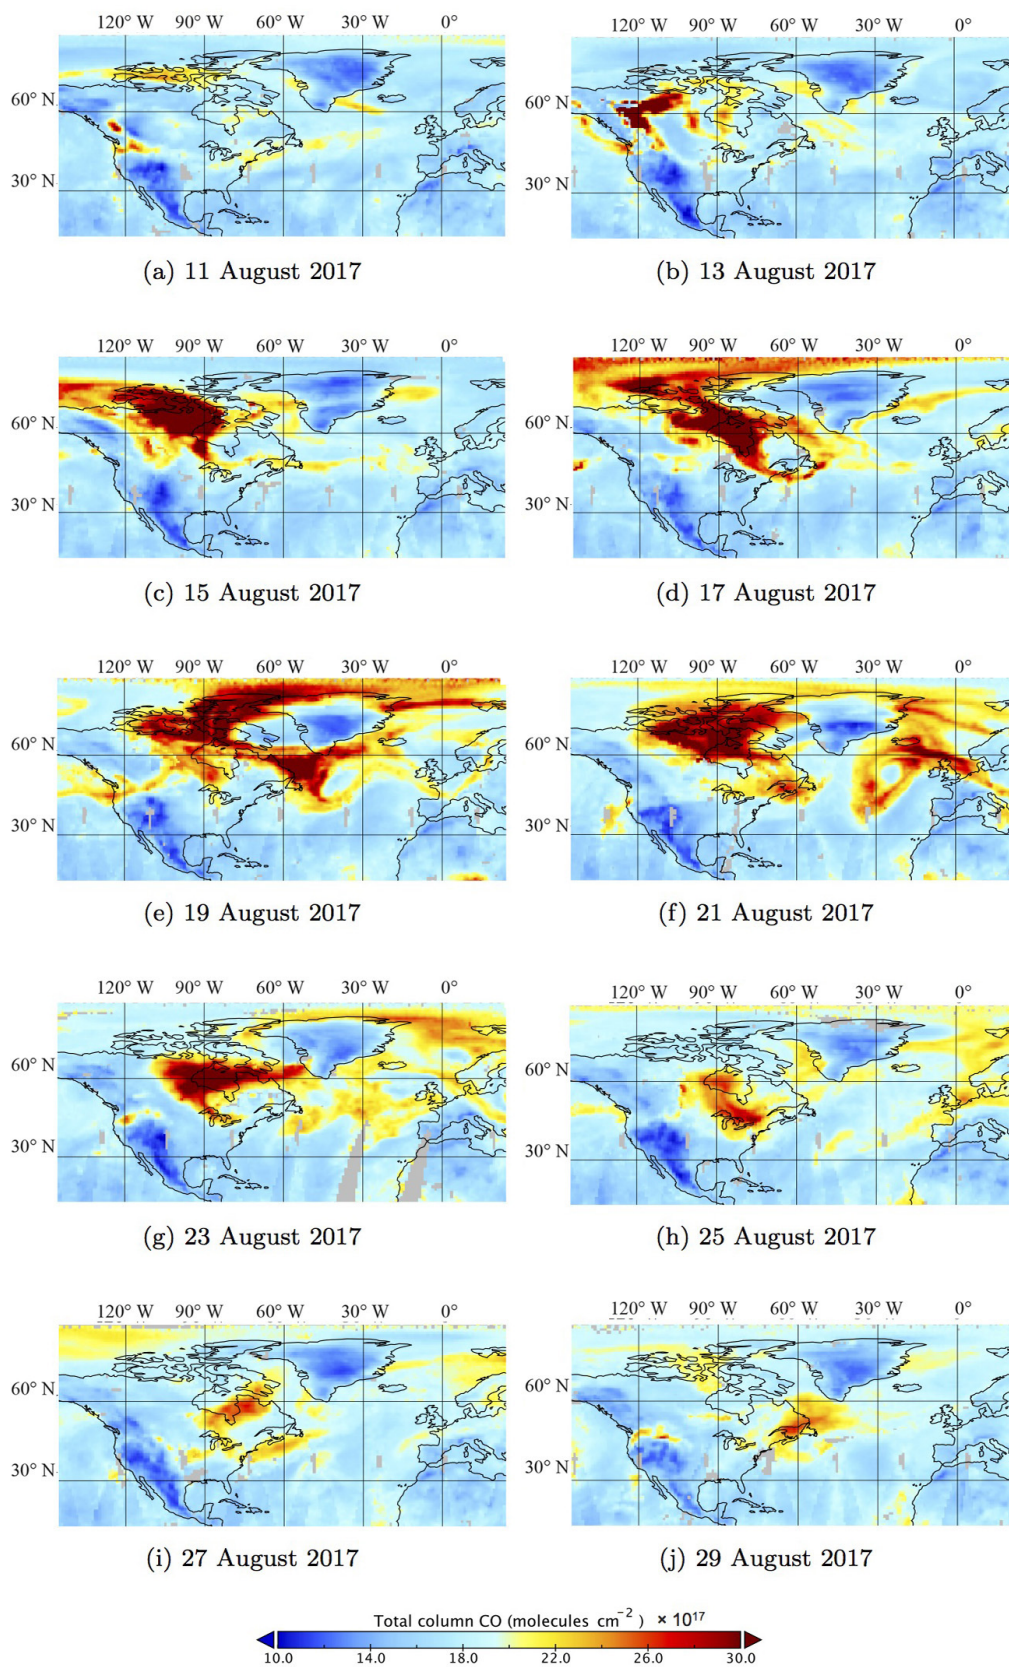 120° W 90° W 60° W 30° W 0°
120° W 90° W 60° W 30° W 0°
60° N
60° N
30° N
30° N
(a) 11 August 2017
(b) 13 August 2017
120° W 90° W 60° W 30° W 0°
120° W 90° W 60° W 30° W 0°
60° N
60° N
30° N
30° N
(c) 15 August 2017
(d) 17 August 2017
120° W 90° W 60° W 30° W 0°
120° W 90° W 60° W 30° W 0°
60° N
60° N
30° N
30° N
(e) 19 August 2017
(f) 21 August 2017
120° W 90° W 60° W 30° W 0°
120° W 90° W 60° W 30° W 0°
60° N
60° N
30° N
30° N
(g) 23 August 2017
(h) 25 August 2017
120° W 90° W 60° W 30° W 0°
120° W 90° W 60° W 30° W 0°
60° N
60° N
30° N
30° N
(i) 27 August 2017
(j) 29 August 2017
Total column CO (molecules cm⁻² ) × 10¹⁷
10.0 14.0 18.0 22.0 26.0 30.0